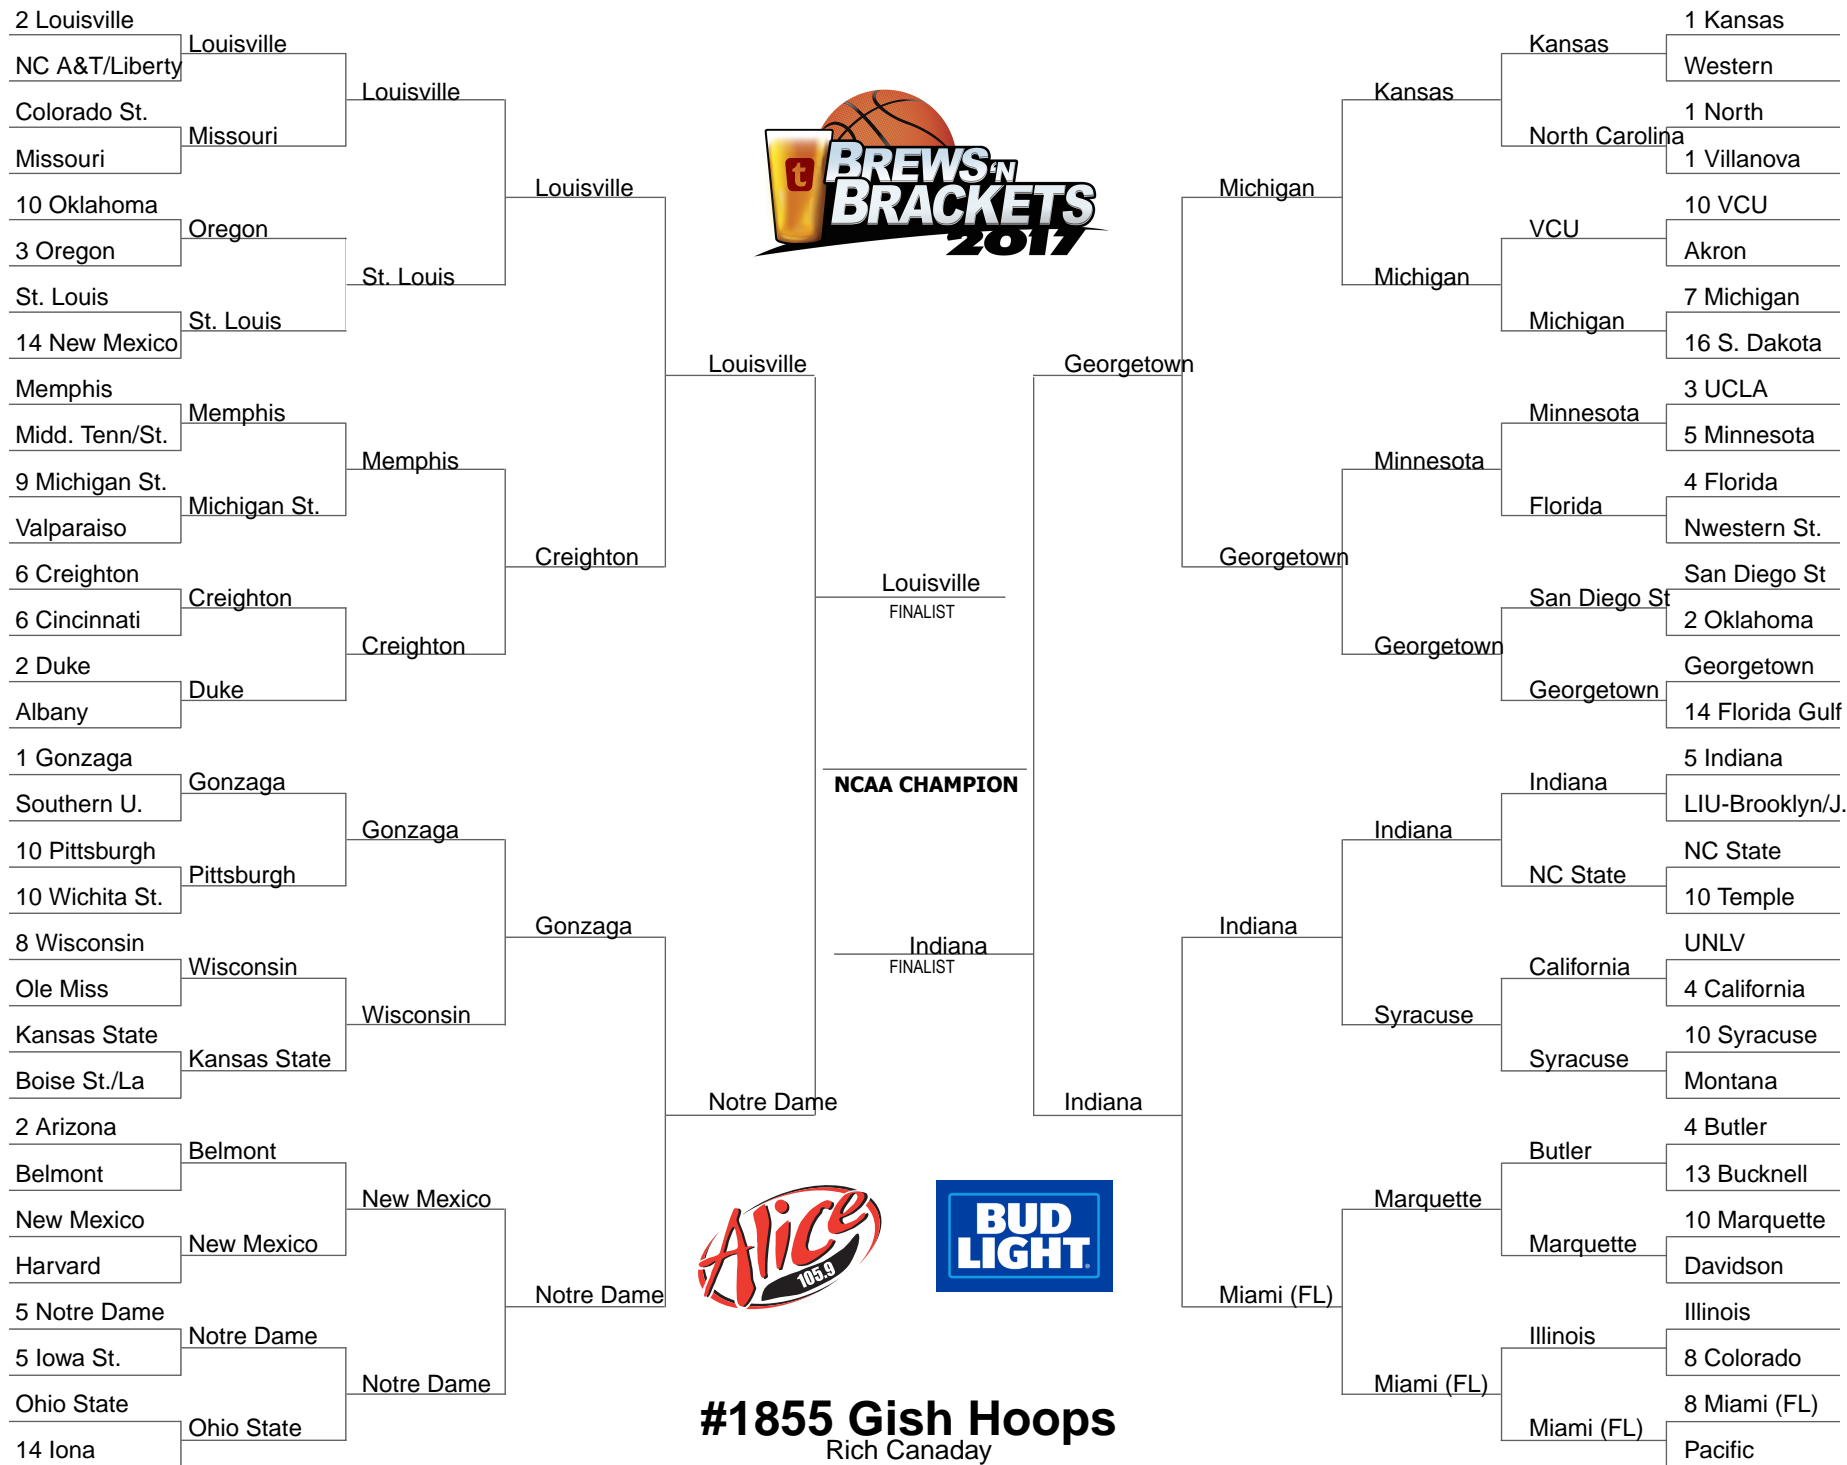 2 Louisville
NC A&T/Liberty
Colorado St.
Missouri
10 Oklahoma
3 Oregon
St. Louis
14 New Mexico
Memphis
Midd. Tenn/St.
9 Michigan St.
Valparaiso
6 Creighton
6 Cincinnati
2 Duke
Albany
1 Gonzaga
Southern U.
10 Pittsburgh
10 Wichita St.
8 Wisconsin
Ole Miss
Kansas State
Boise St./La
2 Arizona
Belmont
New Mexico
Harvard
5 Notre Dame
5 Iowa St.
Ohio State
14 Iona
Louisville
Missouri
Oregon
St. Louis
Memphis
Michigan St.
Creighton
Duke
Gonzaga
Pittsburgh
Wisconsin
Kansas State
Belmont
New Mexico
Notre Dame
Ohio State
Louisville
St. Louis
Memphis
Creighton
Gonzaga
Wisconsin
New Mexico
Notre Dame
Louisville
Creighton
Gonzaga
Notre Dame
Louisville
Notre Dame
t
BREWS 'N
BRACKETS
2017
Louisville
FINALIST
NCAA CHAMPION
Indiana
FINALIST
Alice
105.9
BUD
LIGHT
#1855 Gish Hoops
Rich Canaday
Georgetown
Indiana
Michigan
Georgetown
Indiana
Miami (FL)
Kansas
Michigan
Minnesota
Georgetown
Indiana
Syracuse
Marquette
Miami (FL)
Kansas
North Carolina
VCU
Michigan
Minnesota
Florida
San Diego St
Georgetown
Indiana
NC State
California
Syracuse
Butler
Marquette
Illinois
Miami (FL)
1 Kansas
Western
1 North
1 Villanova
10 VCU
Akron
7 Michigan
16 S. Dakota
3 UCLA
5 Minnesota
4 Florida
Nwestern St.
San Diego St
2 Oklahoma
Georgetown
14 Florida Gulf
5 Indiana
LIU-Brooklyn/J.
NC State
10 Temple
UNLV
4 California
10 Syracuse
Montana
4 Butler
13 Bucknell
10 Marquette
Davidson
Illinois
8 Colorado
8 Miami (FL)
Pacific